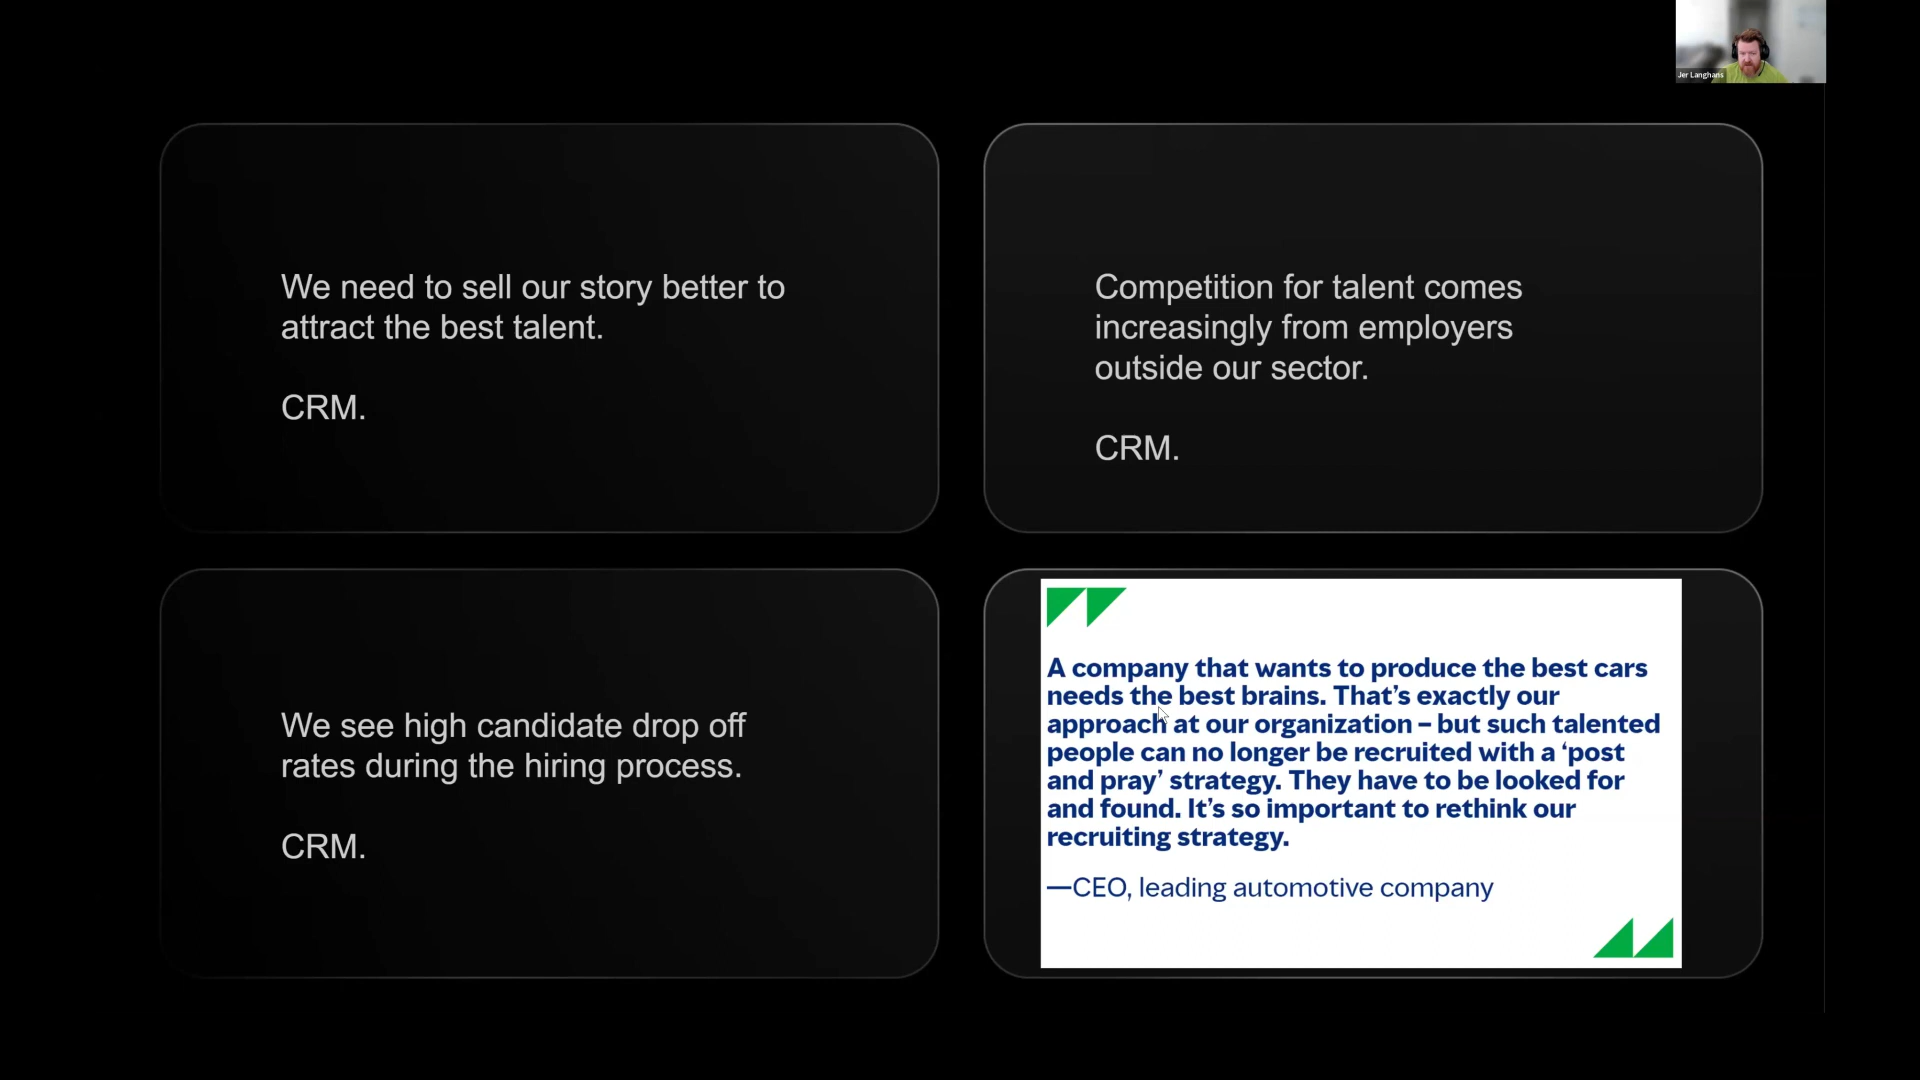 Jer Langhans
We need to sell our story better to
attract the best talent.
CRM.
Competition for talent comes
increasingly from employers
outside our sector.
CRM.
We see high candidate drop off
rates during the hiring process.
CRM.
A company that wants to produce the best cars
needs the best brains. That’s exactly our
approach at our organization – but such talented
people can no longer be recruited with a ‘post
and pray’ strategy. They have to be looked for
and found. It’s so important to rethink our
recruiting strategy.
—CEO, leading automotive company